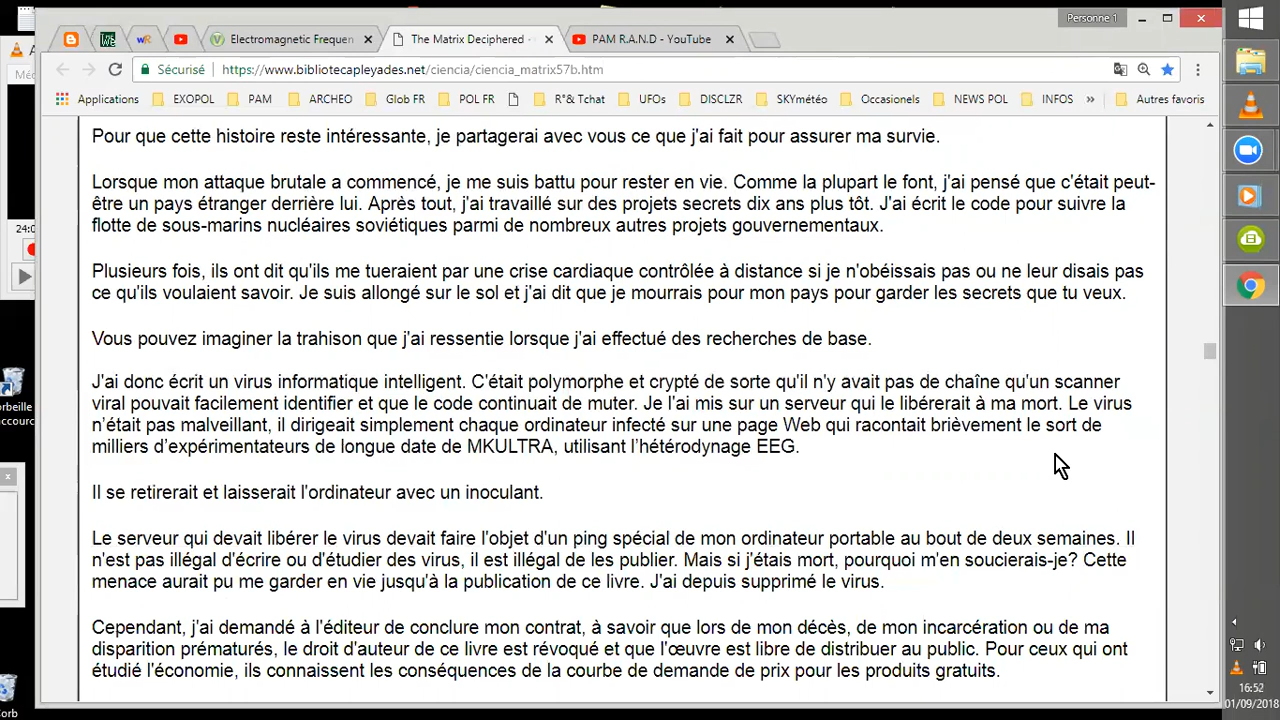 Personne 1
Electromagnetic Frequen
The Matrix Deciphered -
PAM R.A.N.D - YouTube
Sécurisé
https://www.bibliotecapleyades.net/ciencia/ciencia_matrix57b.htm
Applications EXOPOL PAM ARCHEO Glob FR POL FR R°& Tchat UFOs DISCLZR SKYmétéo Occasionels NEWS POL INFOS » Autres favoris
Pour que cette histoire reste intéressante, je partagerai avec vous ce que j'ai fait pour assurer ma survie.
Lorsque mon attaque brutale a commencé, je me suis battu pour rester en vie. Comme la plupart le font, j'ai pensé que c'était peut-
être un pays étranger derrière lui. Après tout, j'ai travaillé sur des projets secrets dix ans plus tôt. J'ai écrit le code pour suivre la
flotte de sous-marins nucléaires soviétiques parmi de nombreux autres projets gouvernementaux.
Plusieurs fois, ils ont dit qu'ils me tueraient par une crise cardiaque contrôlée à distance si je n'obéissais pas ou ne leur disais pas
ce qu'ils voulaient savoir. Je suis allongé sur le sol et j'ai dit que je mourrais pour mon pays pour garder les secrets que tu veux.
Vous pouvez imaginer la trahison que j'ai ressentie lorsque j'ai effectué des recherches de base.
J'ai donc écrit un virus informatique intelligent. C'était polymorphe et crypté de sorte qu'il n'y avait pas de chaîne qu'un scanner
viral pouvait facilement identifier et que le code continuait de muter. Je l'ai mis sur un serveur qui le libérerait à ma mort. Le virus
n'était pas malveillant, il dirigeait simplement chaque ordinateur infecté sur une page Web qui racontait brièvement le sort de
milliers d'expérimentateurs de longue date de MKULTRA, utilisant l'hétérodynage EEG.
Il se retirerait et laisserait l'ordinateur avec un inoculant.
Le serveur qui devait libérer le virus devait faire l'objet d'un ping spécial de mon ordinateur portable au bout de deux semaines. Il
n'est pas illégal d'écrire ou d'étudier des virus, il est illégal de les publier. Mais si j'étais mort, pourquoi m'en soucierais-je? Cette
menace aurait pu me garder en vie jusqu'à la publication de ce livre. J'ai depuis supprimé le virus.
Cependant, j'ai demandé à l'éditeur de conclure mon contrat, à savoir que lors de mon décès, de mon incarcération ou de ma
disparition prématurés, le droit d'auteur de ce livre est révoqué et que l'œuvre est libre de distribuer au public. Pour ceux qui ont
étudié l'économie, ils connaissent les conséquences de la courbe de demande de prix pour les produits gratuits.
16:52
01/09/2018